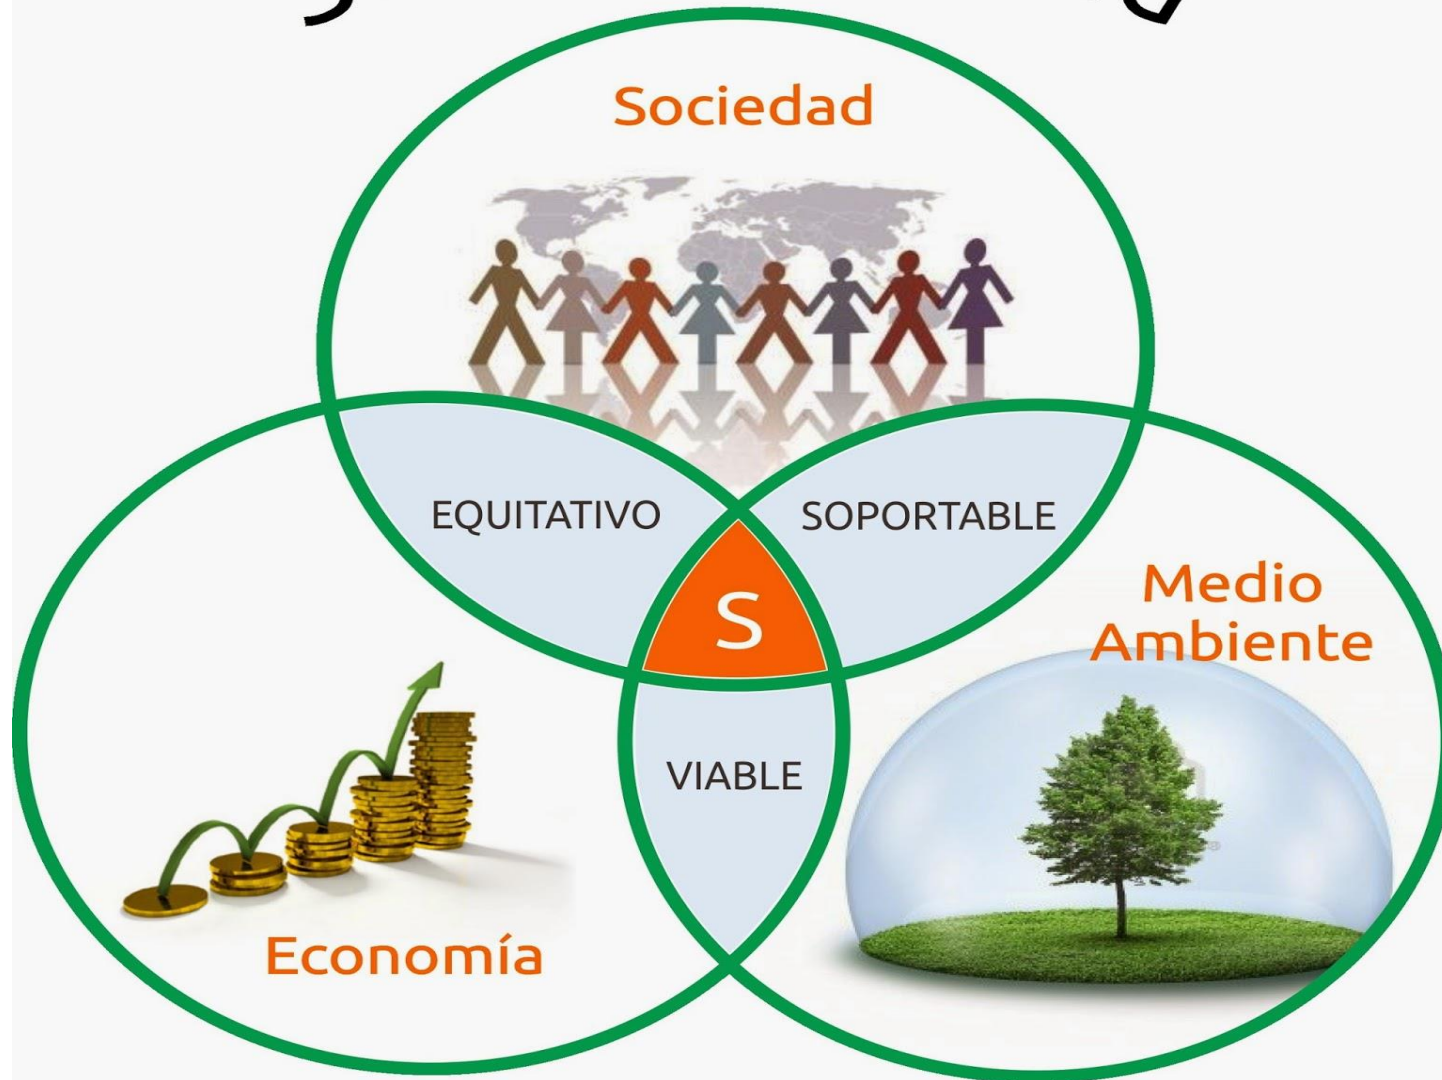 Sociedad
EQUITATIVO
SOPORTABLE
S
Medio
Ambiente
VIABLE
Economía